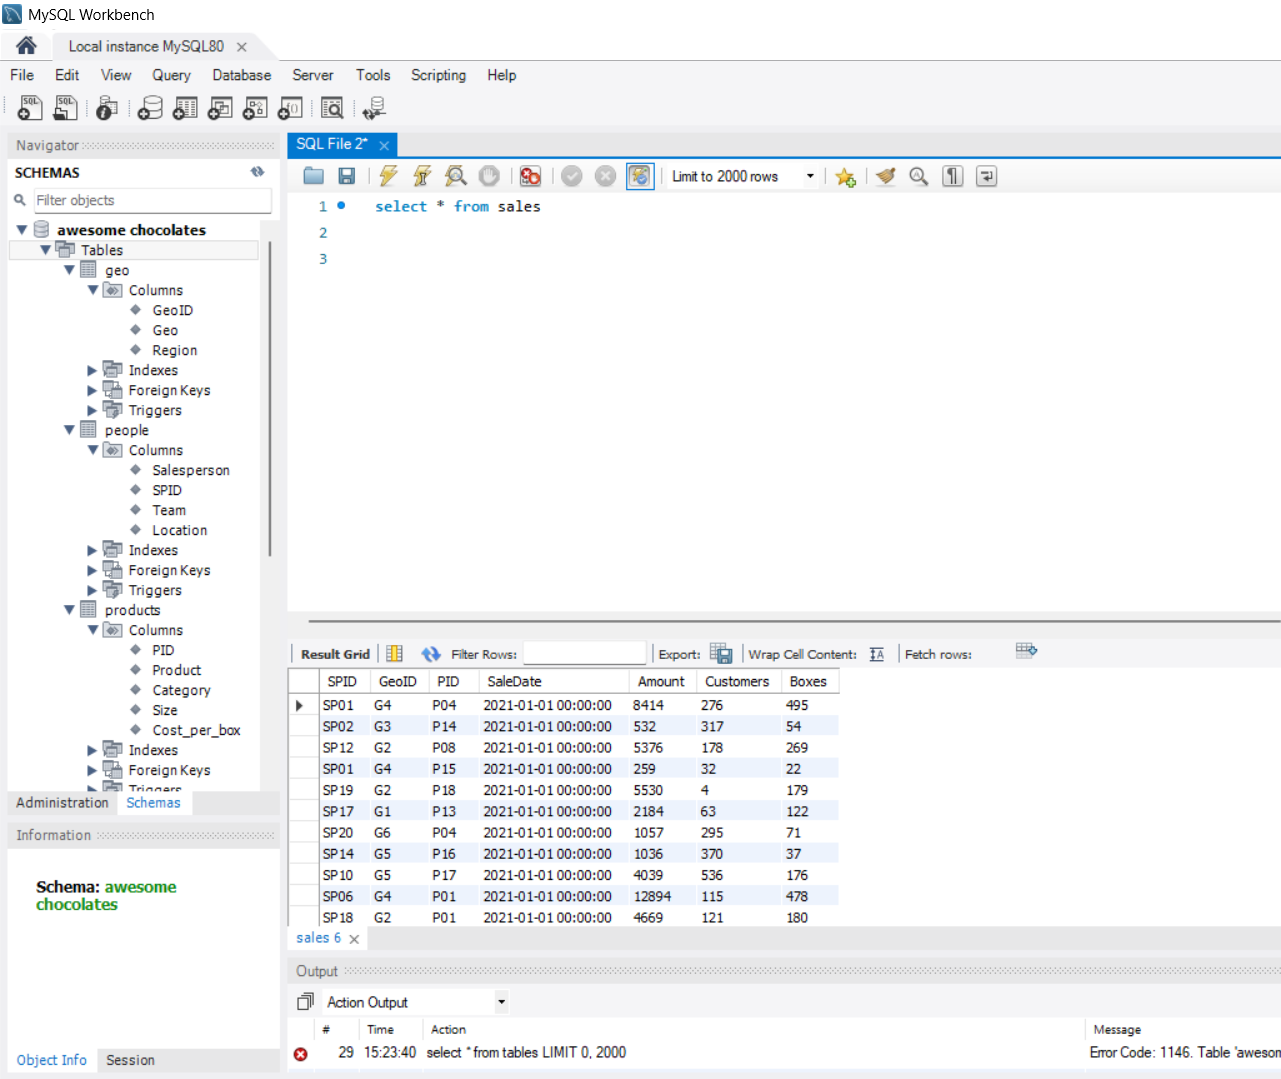 MySQL Workbench
Local instance MySQL80
File Edit View Query Database Server Tools Scripting Help
Navigator
SCHEMAS
Filter objects
awesome chocolates
Tables
geo
Columns
GeoID
Geo
Region
Indexes
Foreign Keys
Triggers
people
Columns
Salesperson
SPID
Team
Location
Indexes
Foreign Keys
Triggers
products
Columns
PID
Product
Category
Size
Cost_per_box
Indexes
Foreign Keys
Triggers
Administration Schemas
Information
Schema: awesome
chocolates
Object Info Session
SQL File 2*
Limit to 2000 rows
1 select * from sales
2
3
Result Grid Filter Rows: Export: Wrap Cell Content: Fetch rows:
SPID GeoID PID SaleDate Amount Customers Boxes
SP01 G4 P04 2021-01-01 00:00:00 8414 276 495
SP02 G3 P14 2021-01-01 00:00:00 532 317 54
SP12 G2 P08 2021-01-01 00:00:00 5376 178 269
SP01 G4 P15 2021-01-01 00:00:00 259 32 22
SP19 G2 P18 2021-01-01 00:00:00 5530 4 179
SP17 G1 P13 2021-01-01 00:00:00 2184 63 122
SP20 G6 P04 2021-01-01 00:00:00 1057 295 71
SP14 G5 P16 2021-01-01 00:00:00 1036 370 37
SP10 G5 P17 2021-01-01 00:00:00 4039 536 176
SP06 G4 P01 2021-01-01 00:00:00 12894 115 478
SP18 G2 P01 2021-01-01 00:00:00 4669 121 180
sales 6
Output
Action Output
# Time Action Message
29 15:23:40 select * from tables LIMIT 0, 2000 Error Code: 1146. Table 'awesom